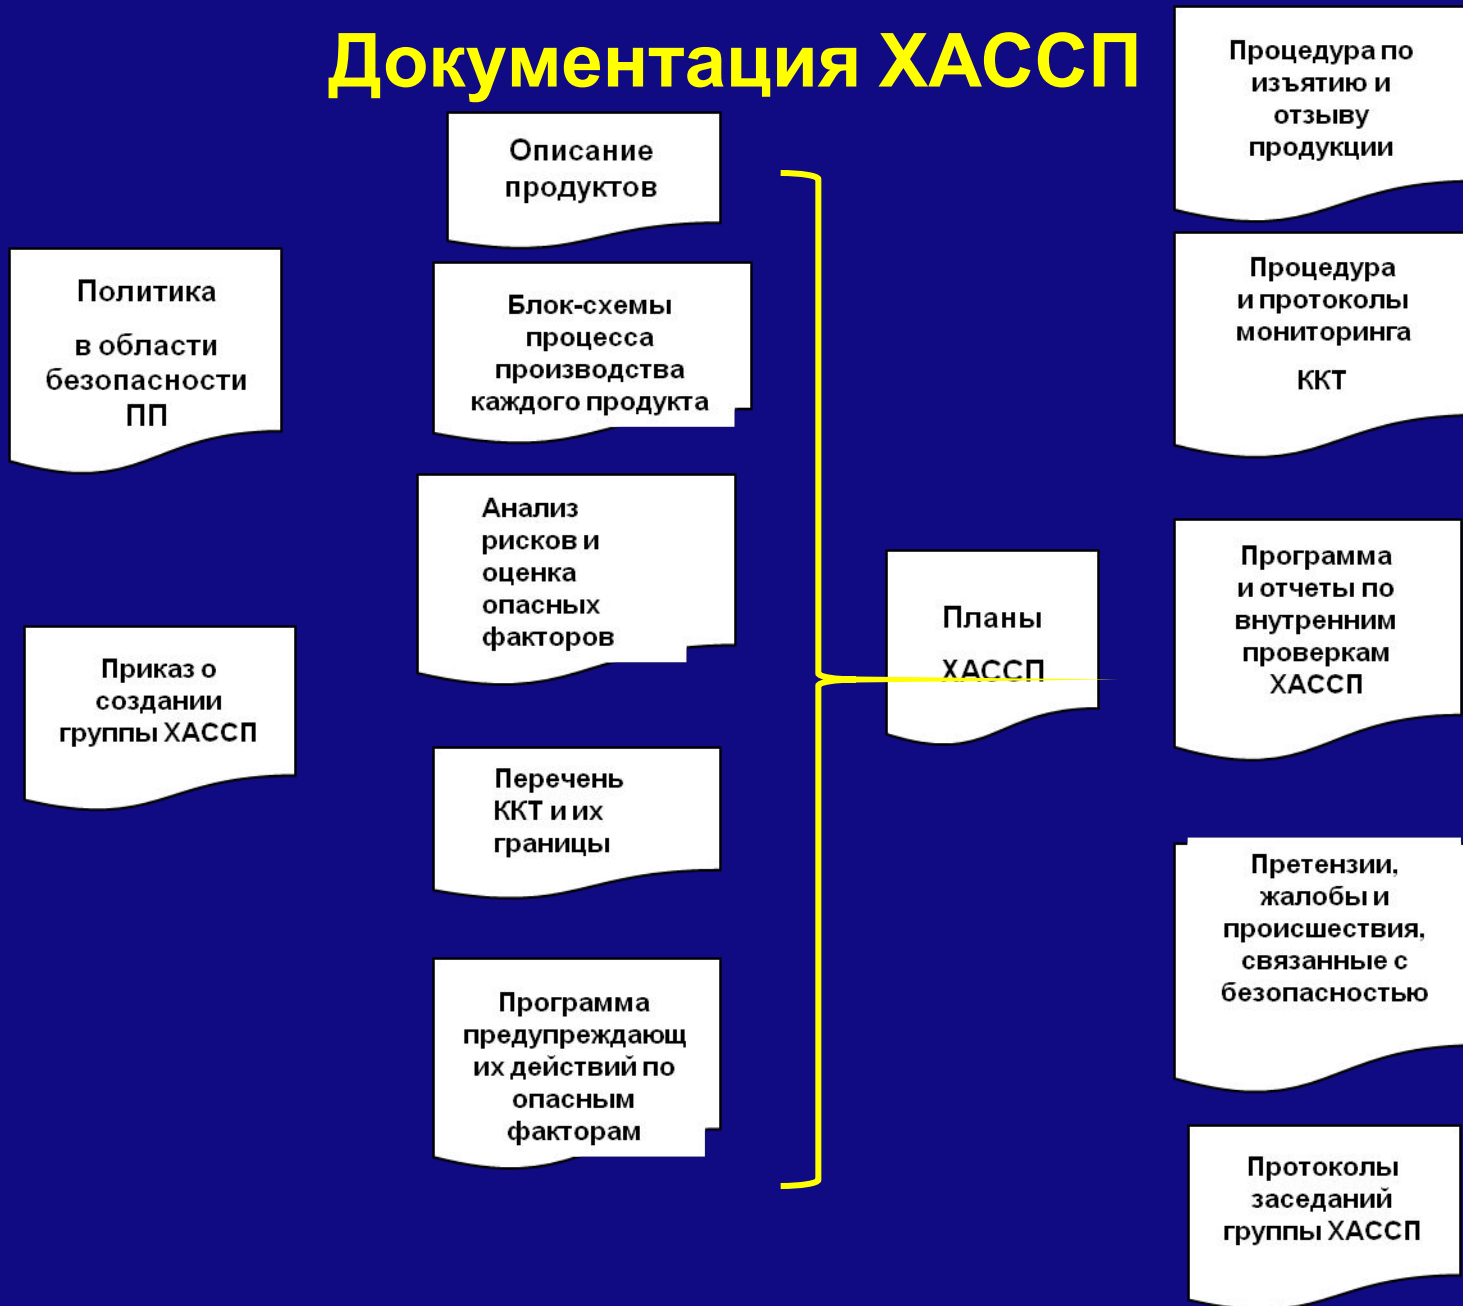 Документация ХАССП
Политика
в области
безопасности
ПП
Приказ о
создании
группы ХАССП
Описание
продуктов
Блок-схемы
процесса
производства
каждого продукта
Анализ
рисков и
оценка
опасных
факторов
Перечень
ККТ и их
границы
Программа
предупреждающ
их действий по
опасным
факторам
Планы
ХАССП
Процедура по
изъятию и
отзыву
продукции
Процедура
и протоколы
мониторинга
ККТ
Программа
и отчеты по
внутренним
проверкам
ХАССП
Претензии,
жалобы и
происшествия,
связанные с
безопасностью
Протоколы
заседаний
группы ХАССП